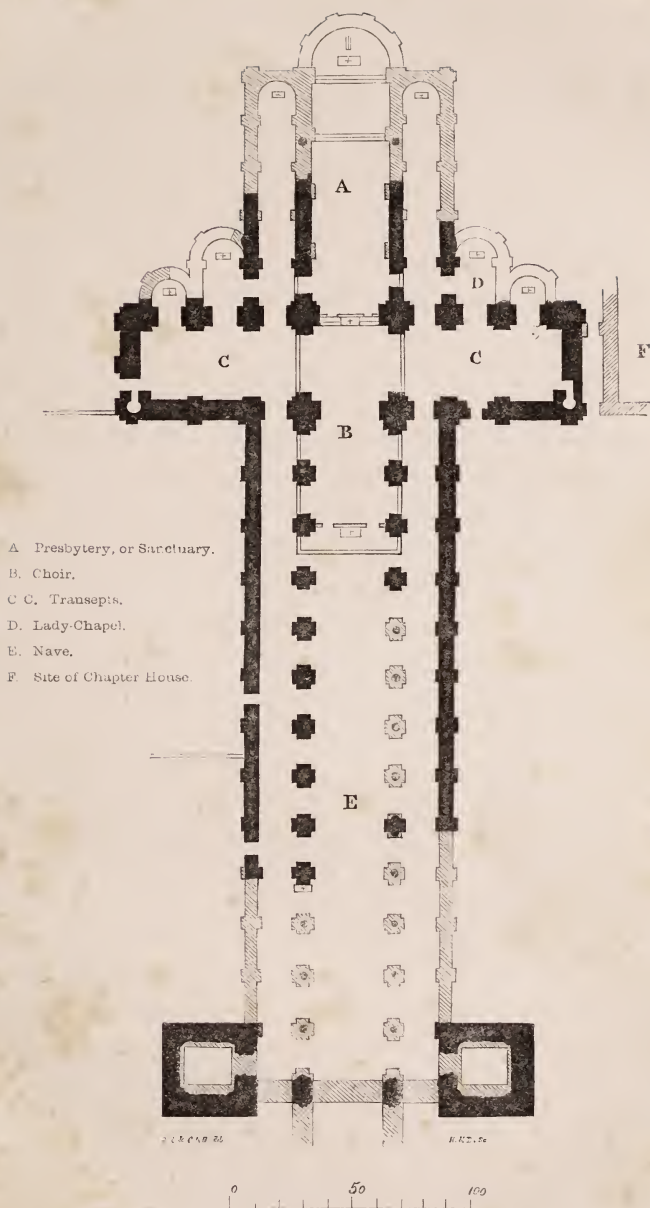 A
D
C
C
F
B
A Presbytery, or Sanctuary.
B. Choir.
C C. Transepts.
D. Lady-Chapel.
E. Nave.
F. Site of Chapter House.
E
0 50 100